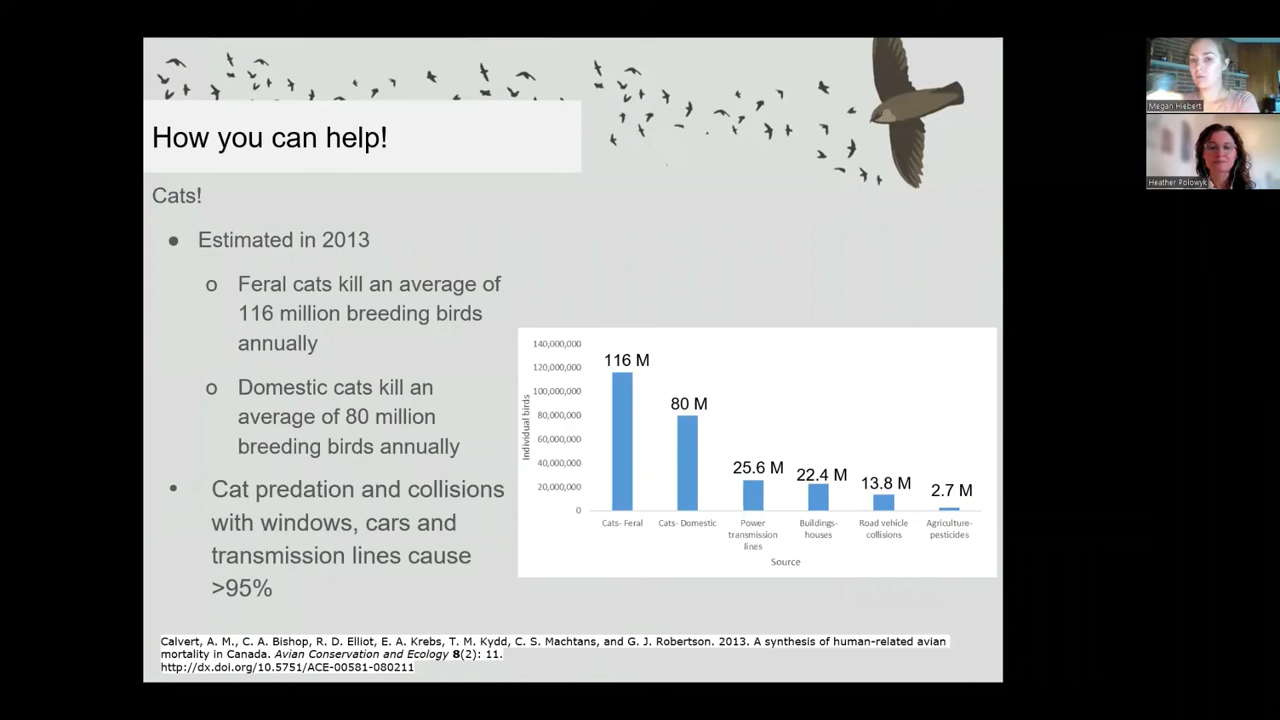 How you can help!
Cats!
● Estimated in 2013
o Feral cats kill an average of
116 million breeding birds
annually
o Domestic cats kill an
average of 80 million
breeding birds annually
• Cat predation and collisions
with windows, cars and
transmission lines cause
>95%
140,000,000
120,000,000
100,000,000
80,000,000
60,000,000
40,000,000
20,000,000
0
Individual birds
116 M
80 M
25.6 M
22.4 M
13.8 M
2.7 M
Cats- Feral
Cats- Domestic
Power
transmission
lines
Buildings-
houses
Road vehicle
collisions
Agriculture-
pesticides
Source
Calvert, A. M., C. A. Bishop, R. D. Elliot, E. A. Krebs, T. M. Kydd, C. S. Machtans, and G. J. Robertson. 2013. A synthesis of human-related avian
mortality in Canada. Avian Conservation and Ecology 8(2): 11.
http://dx.doi.org/10.5751/ACE-00581-080211
Megan Hiebert
Heather Polowyk